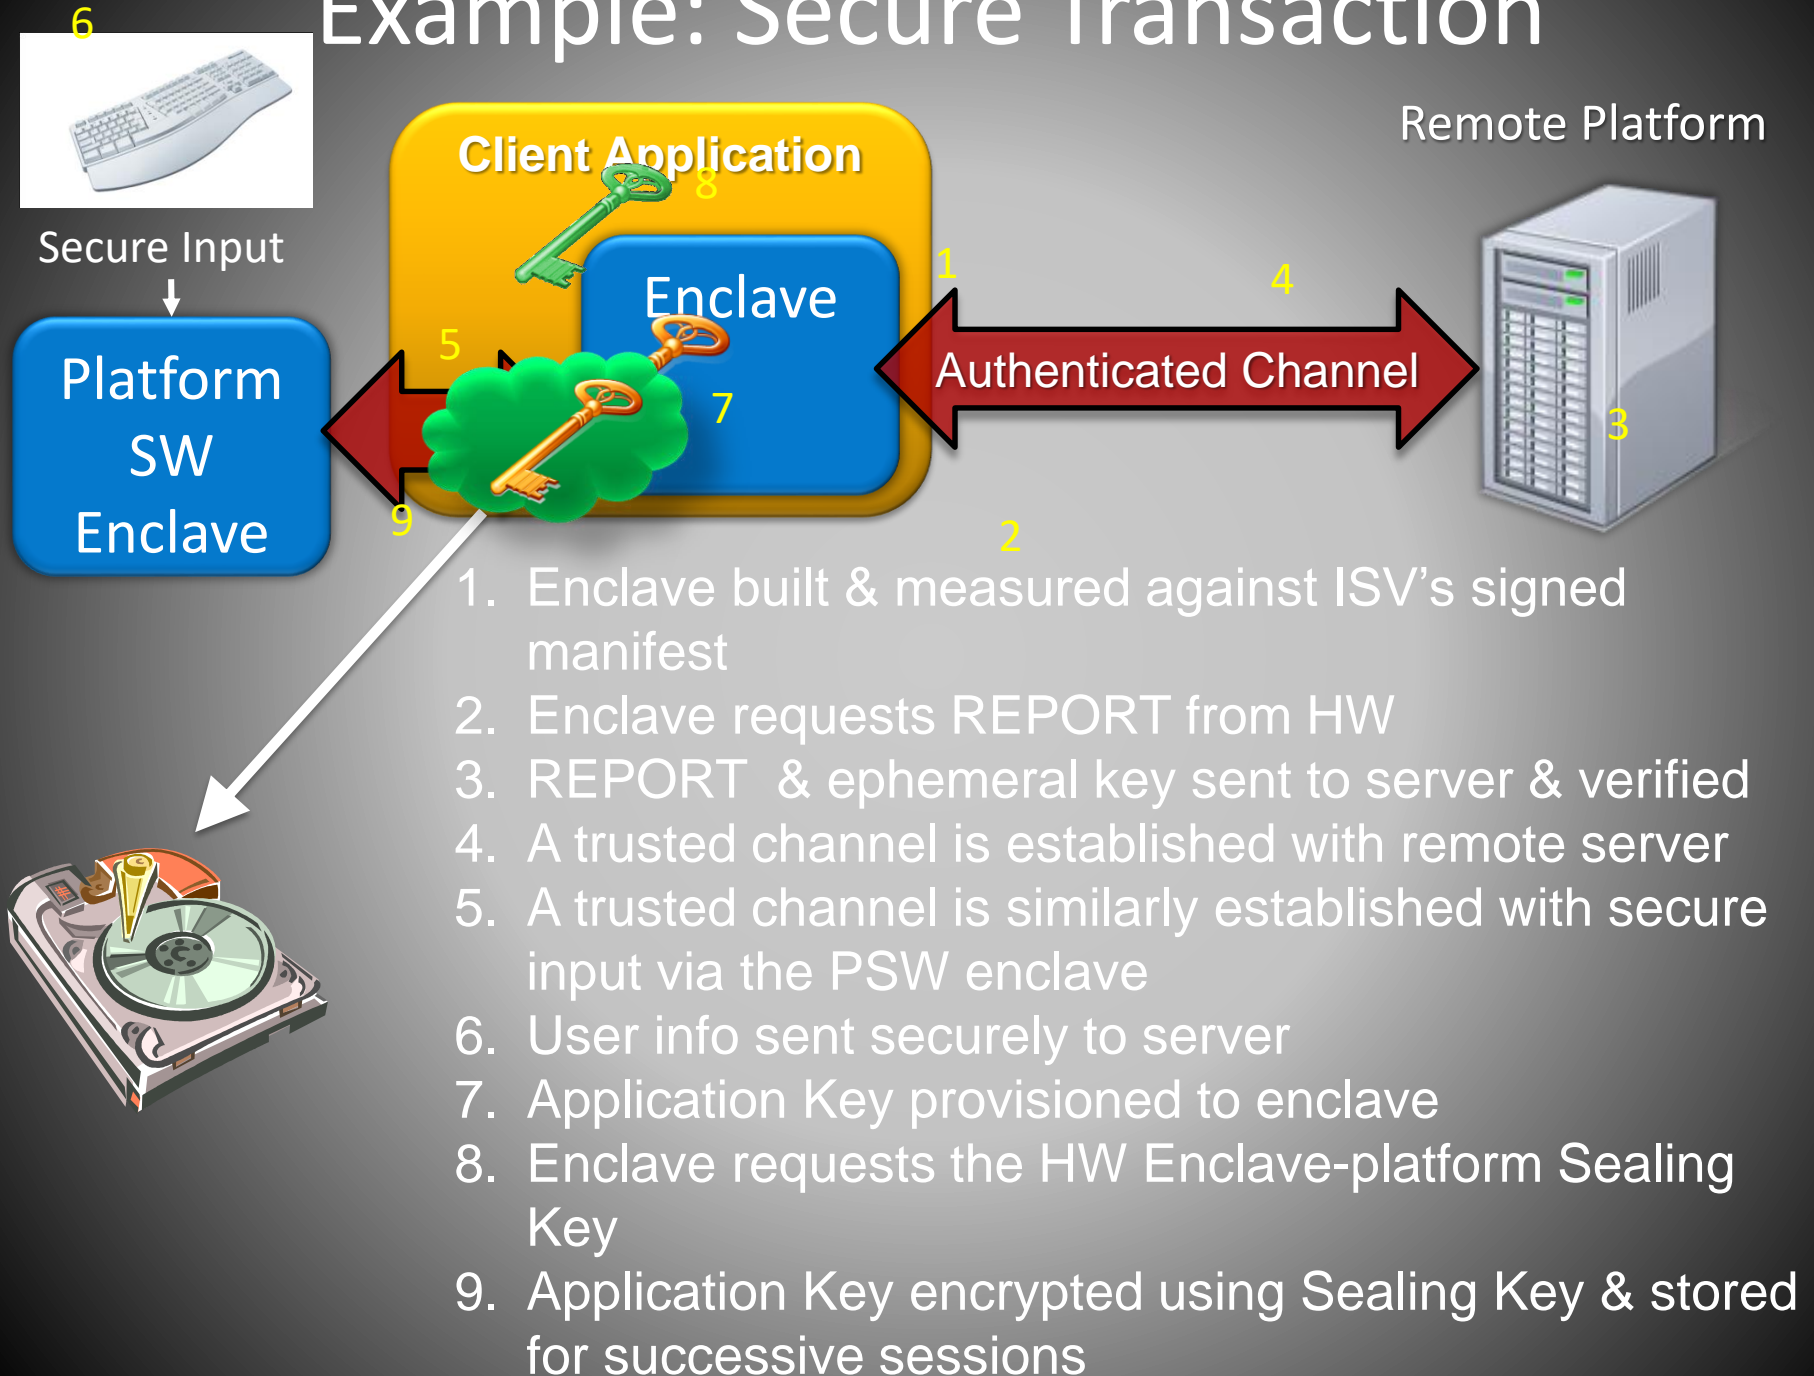 Example: Secure Transaction
6
Remote Platform
Client Application
8
Secure Input
Enclave
1
4
5
Platform
SW
Enclave
Authenticated Channel
7
3
9
2
1. Enclave built & measured against ISV’s signed
manifest
2. Enclave requests REPORT from HW
3. REPORT & ephemeral key sent to server & verified
4. A trusted channel is established with remote server
5. A trusted channel is similarly established with secure
input via the PSW enclave
6. User info sent securely to server
7. Application Key provisioned to enclave
8. Enclave requests the HW Enclave-platform Sealing
Key
9. Application Key encrypted using Sealing Key & stored
for successive sessions